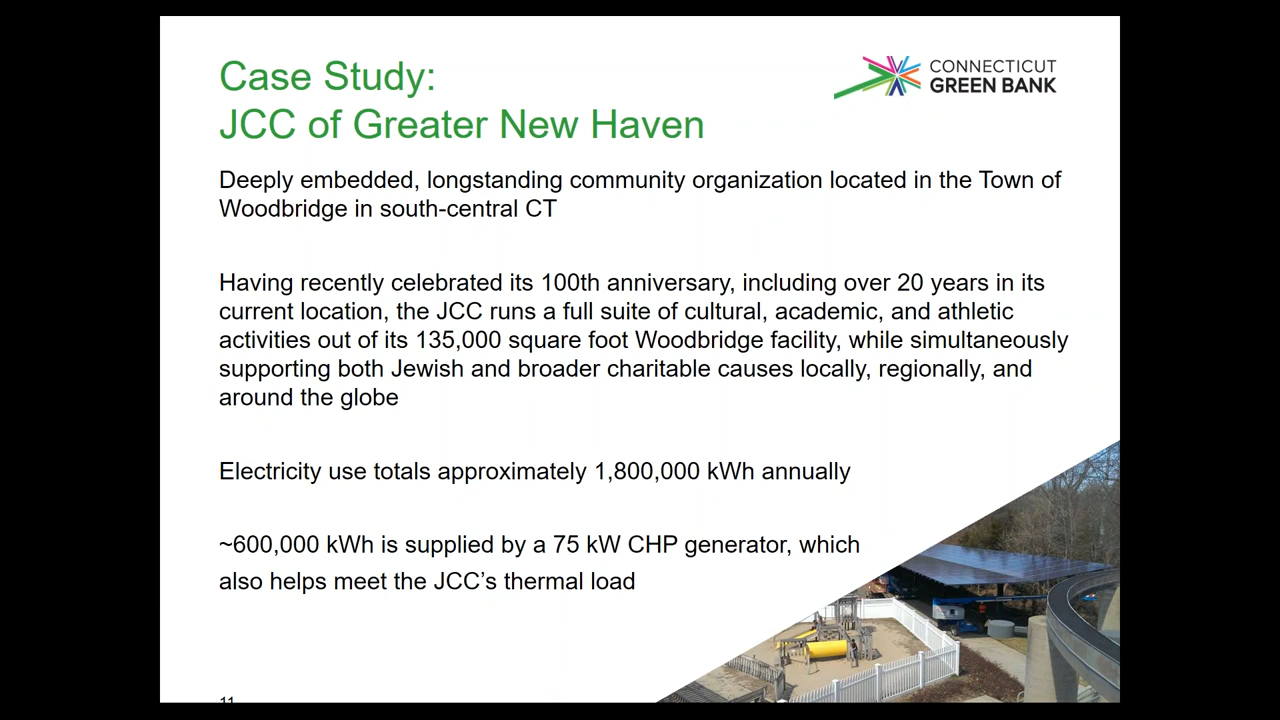 Case Study:
JCC of Greater New Haven
CONNECTICUT
GREEN BANK
Deeply embedded, longstanding community organization located in the Town of
Woodbridge in south-central CT
Having recently celebrated its 100th anniversary, including over 20 years in its
current location, the JCC runs a full suite of cultural, academic, and athletic
activities out of its 135,000 square foot Woodbridge facility, while simultaneously
supporting both Jewish and broader charitable causes locally, regionally, and
around the globe
Electricity use totals approximately 1,800,000 kWh annually
~600,000 kWh is supplied by a 75 kW CHP generator, which
also helps meet the JCC’s thermal load
11